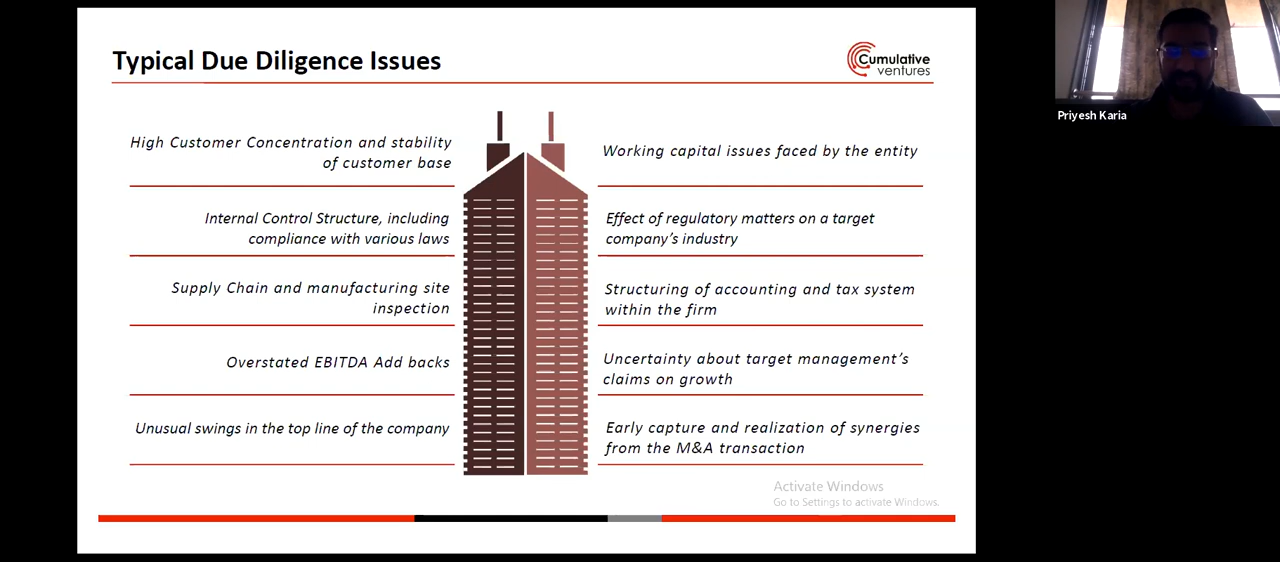 Typical Due Diligence Issues
Cumulative
ventures
High Customer Concentration and stability
of customer base
Internal Control Structure, including
compliance with various laws
Supply Chain and manufacturing site
inspection
Overstated EBITDA Add backs
Unusual swings in the top line of the company
Working capital issues faced by the entity
Effect of regulatory matters on a target
company's industry
Structuring of accounting and tax system
within the firm
Uncertainty about target management's
claims on growth
Early capture and realization of synergies
from the M&A transaction
Activate Windows
Go to Settings to activate Windows.
Priyesh Karia